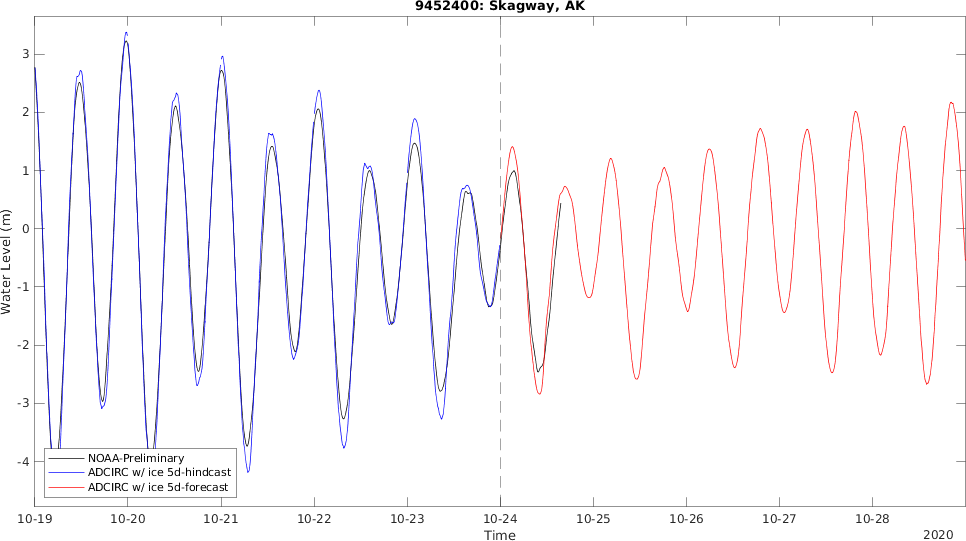 9452400: Skagway, AK
Water Level (m)
3
2
1
0
-1
-2
-3
-4
NOAA-Preliminary
ADCIRC w/ ice 5d-hindcast
ADCIRC w/ ice 5d-forecast
10-19 10-20 10-21 10-22 10-23 10-24 10-25 10-26 10-27 10-28
Time
2020